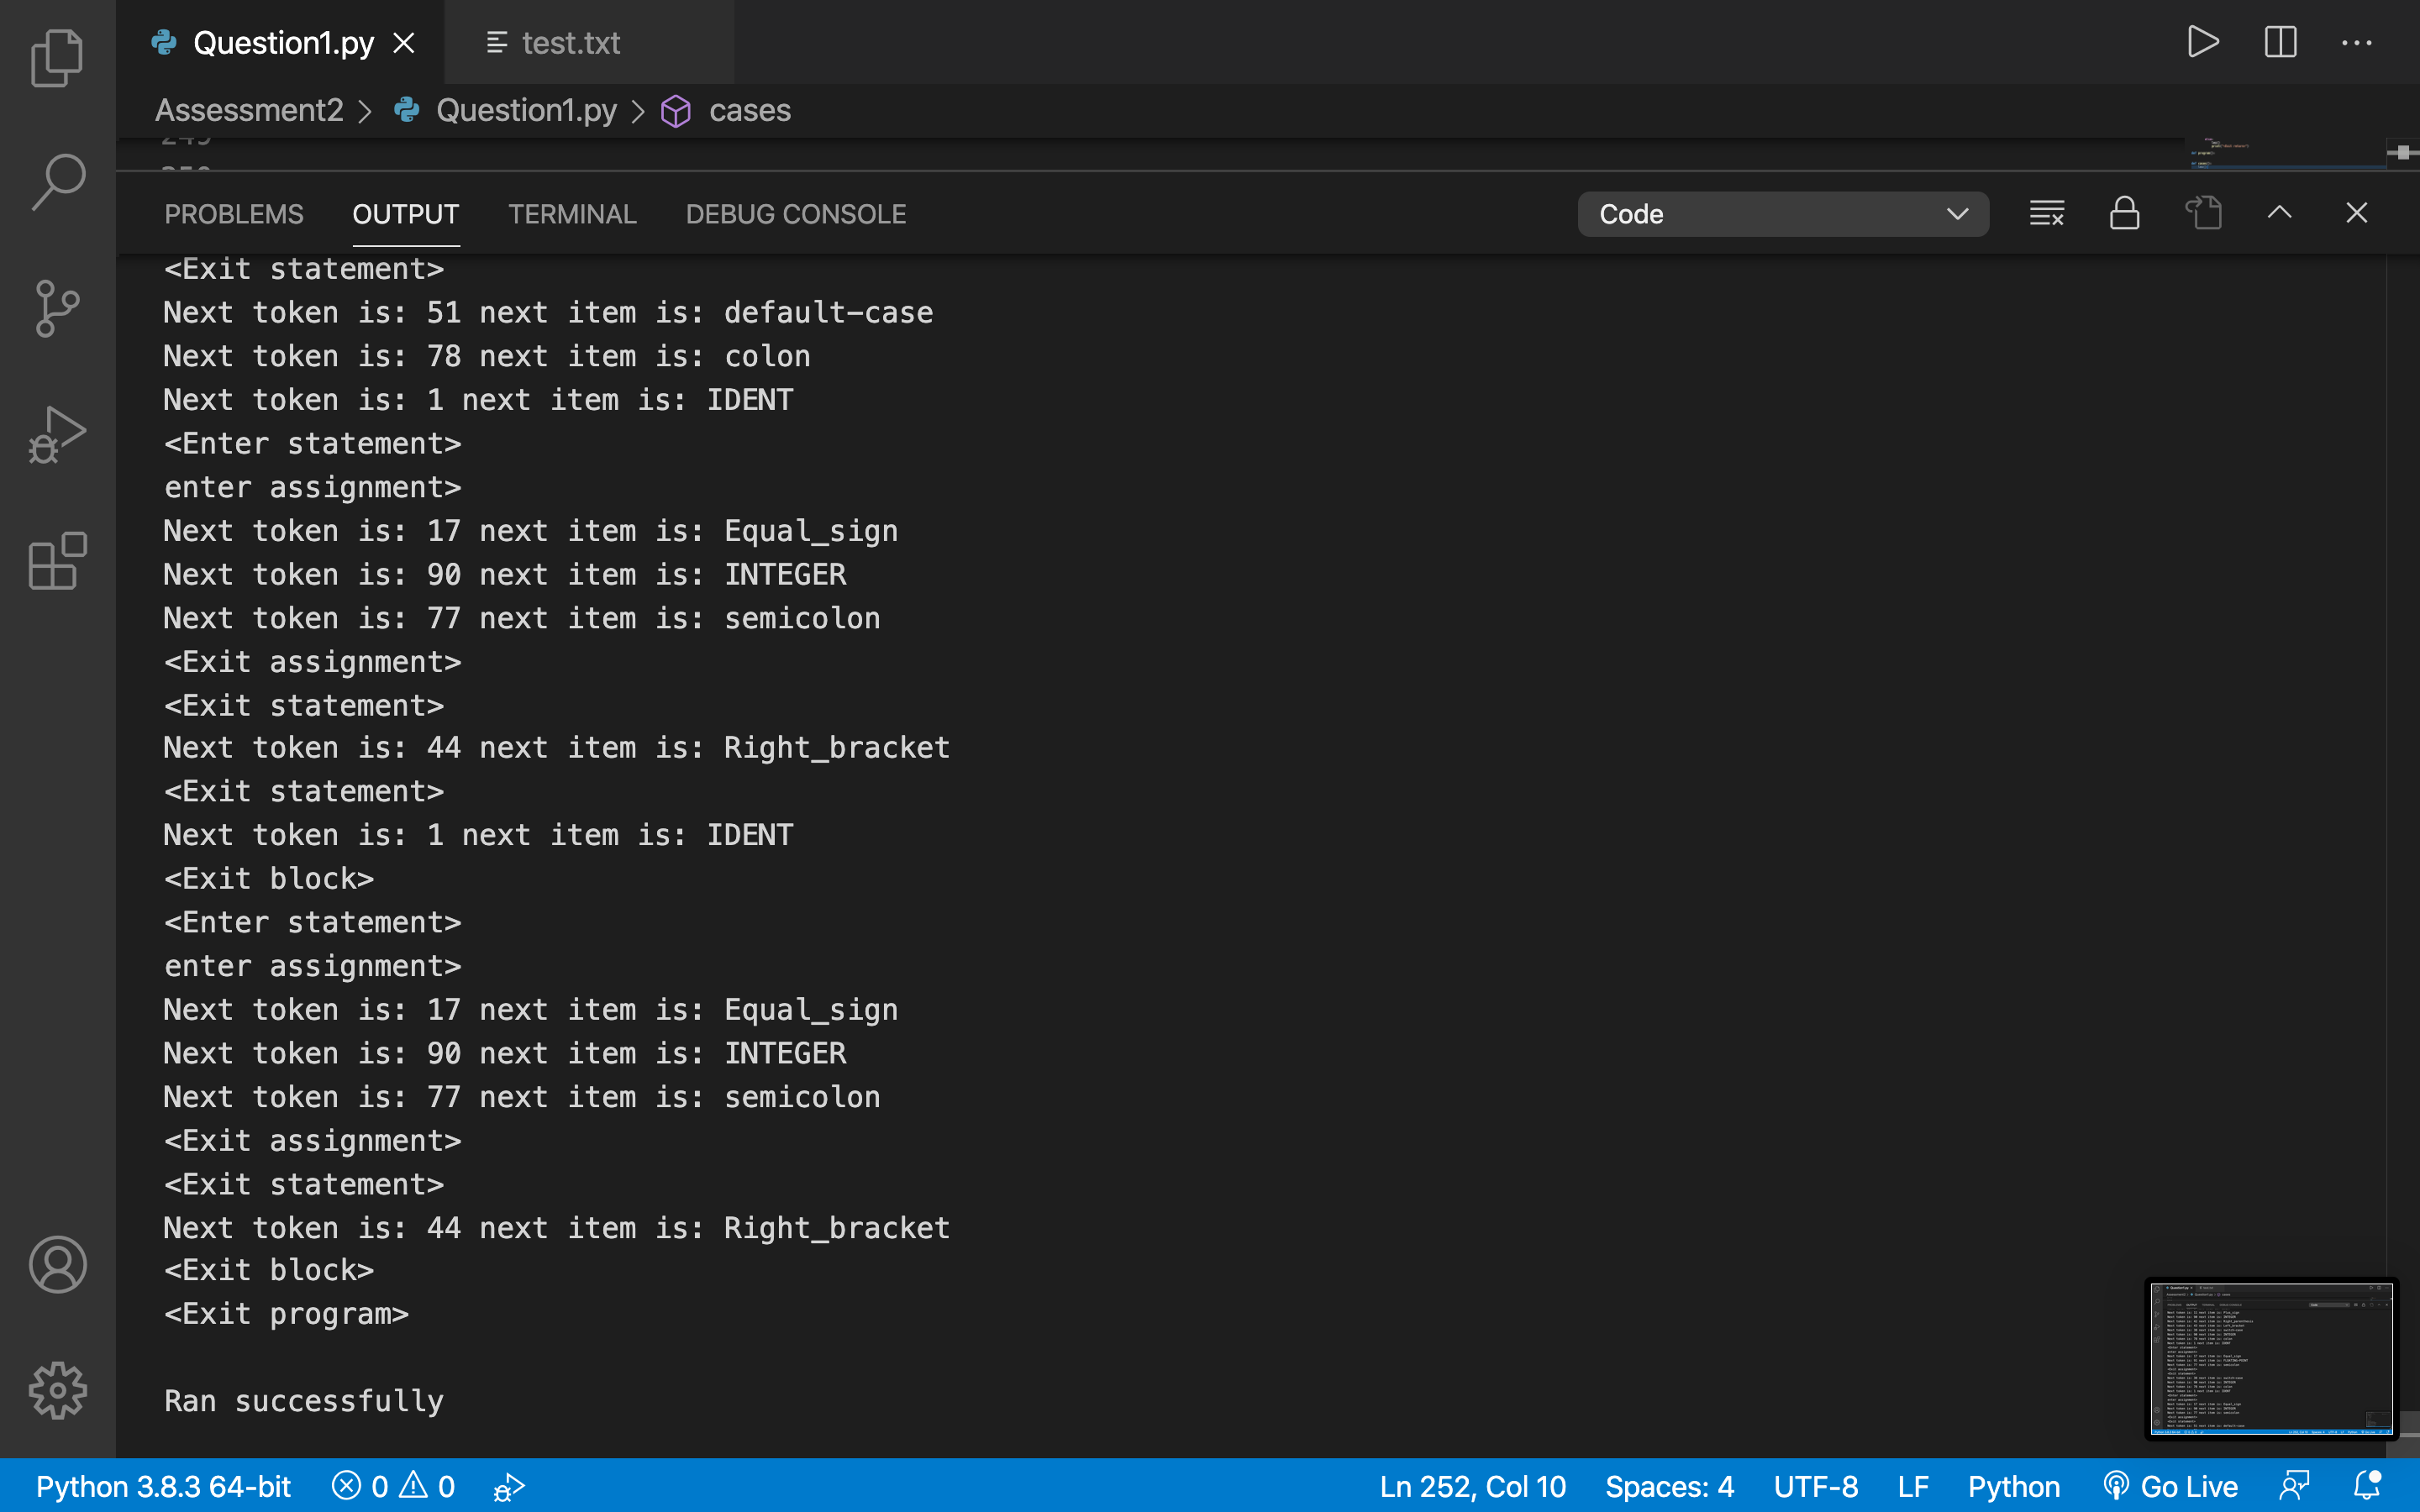 Question1.py
test.txt
Assessment2 > Question1.py > cases
PROBLEMS OUTPUT TERMINAL DEBUG CONSOLE Code
<Exit statement>
Next token is: 51 next item is: default-case
Next token is: 78 next item is: colon
Next token is: 1 next item is: IDENT
<Enter statement>
enter assignment>
Next token is: 17 next item is: Equal_sign
Next token is: 90 next item is: INTEGER
Next token is: 77 next item is: semicolon
<Exit assignment>
<Exit statement>
Next token is: 44 next item is: Right_bracket
<Exit statement>
Next token is: 1 next item is: IDENT
<Exit block>
<Enter statement>
enter assignment>
Next token is: 17 next item is: Equal_sign
Next token is: 90 next item is: INTEGER
Next token is: 77 next item is: semicolon
<Exit assignment>
<Exit statement>
Next token is: 44 next item is: Right_bracket
<Exit block>
<Exit program>
Ran successfully
Python 3.8.3 64-bit 0 0 Ln 252, Col 10 Spaces: 4 UTF-8 LF Python Go Live